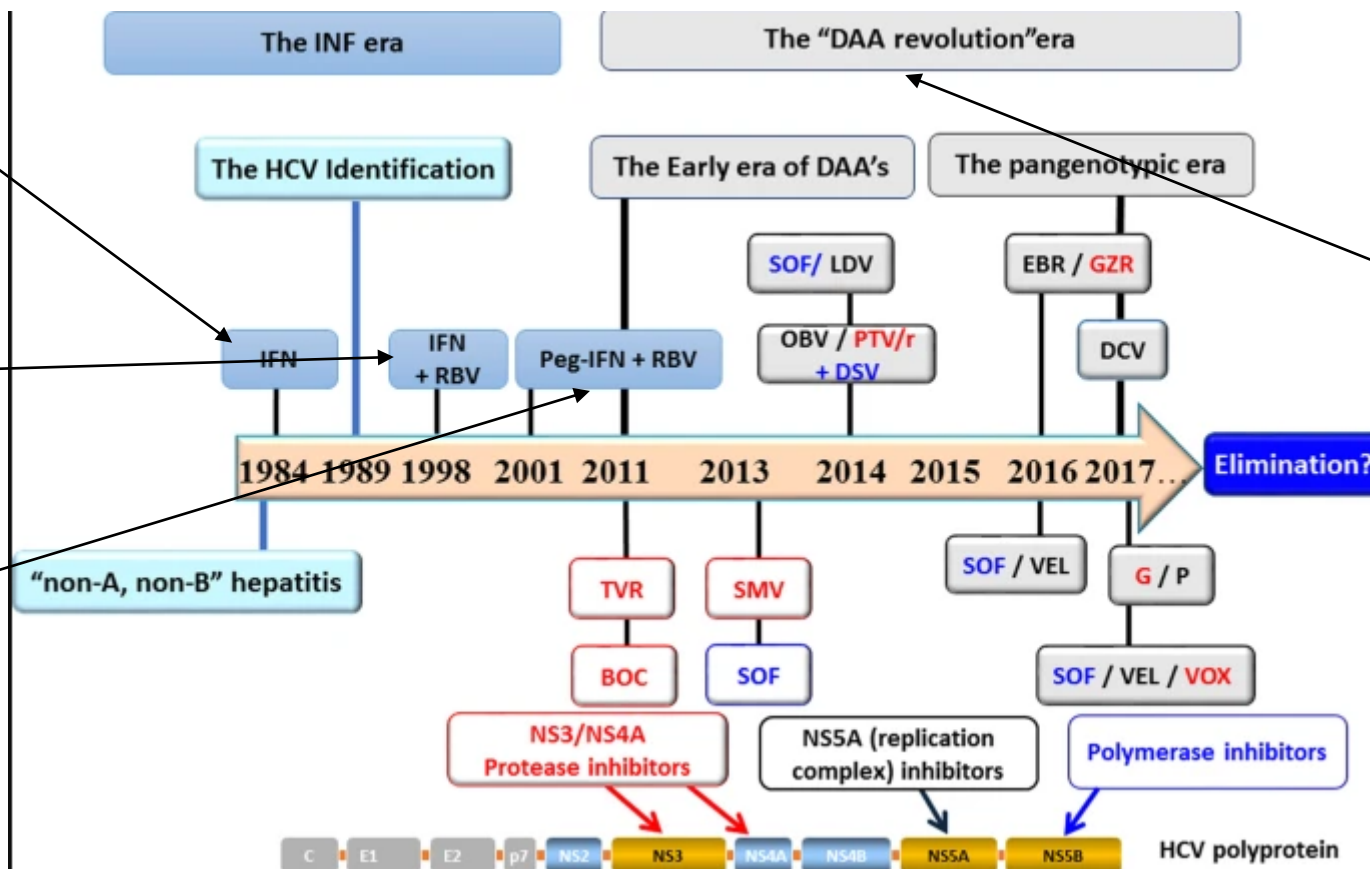 The INF era
The “DAA revolution”era
The HCV Identification
The Early era of DAA's
The pangenotypic era
SOF/ LDV
EBR / GZR
IFN
IFN
+ RBV
Peg-IFN + RBV
OBV / PTV/r
+ DSV
DCV
1984 1989 1998 2001 2011 2013 2014 2015 2016 2017...
Elimination?
“non-A, non-B” hepatitis
TVR
SMV
SOF / VEL
G / P
BOC
SOF
SOF / VEL / VOX
NS3/NS4A
Protease inhibitors
NS5A (replication
complex) inhibitors
Polymerase inhibitors
C E1 E2 p7 NS2 NS3 NS4A NS4B NS5A NS5B
HCV polyprotein